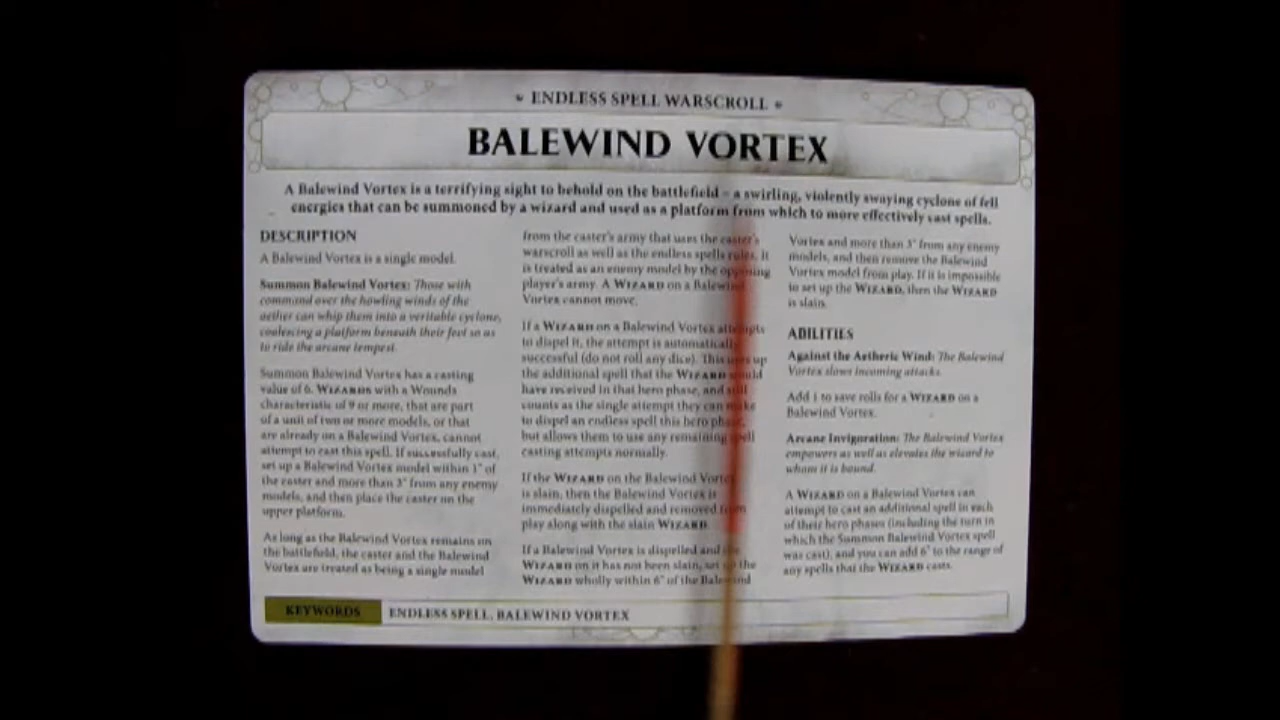 ENDLESS SPELL WARSCROLL
BALEWIND VORTEX
A Balewind Vortex is a terrifying sight to behold on the battlefield – a swirling, violently swaying cyclone of fell
energies that can be summoned by a wizard and used as a platform from which to more effectively cast spells.
DESCRIPTION
A Balewind Vortex is a single model.
Summon Balewind Vortex: Those with
command over the howling winds of the
aether can whip them into a veritable cyclone,
coalescing a platform beneath their feet so as
to ride the arcane tempest.
Summon Balewind Vortex has a casting
value of 6. WIZARDS with a Wounds
characteristic of 9 or more, that are part
of a unit of two or more models, or that
are already on a Balewind Vortex, cannot
attempt to cast this spell. If successfully cast,
set up a Balewind Vortex model within 1" of
the caster and more than 3" from any enemy
models, and then place the caster on the
upper platform.
As long as the Balewind Vortex remains on
the battlefield, the caster and the Balewind
Vortex are treated as being a single model
from the caster's army that uses the caster's
warscroll as well as the endless spells rules. It
is treated as an enemy model by the opposing
player's army. A WIZARD on a Balewind
Vortex cannot move.
If a WIZARD on a Balewind Vortex attempts
to dispel it, the attempt is automatically
successful (do not roll any dice). This uses up
the additional spell that the WIZARD would
have received in that hero phase, and still
counts as the single attempt they can make
to dispel an endless spell this hero phase,
but allows them to use any remaining spell
casting attempts normally.
If the WIZARD on the Balewind Vortex
is slain, then the Balewind Vortex is
immediately dispelled and removed from
play along with the slain WIZARD.
If a Balewind Vortex is dispelled and the
WIZARD on it has not been slain, set up the
WIZARD wholly within 6" of the Balewind
Vortex and more than 3" from any enemy
models, and then remove the Balewind
Vortex model from play. If it is impossible
to set up the WIZARD, then the WIZARD
is slain.
ABILITIES
Against the Aetheric Wind: The Balewind
Vortex slows incoming attacks.
Add 1 to save rolls for a WIZARD on a
Balewind Vortex.
Arcane Invigoration: The Balewind Vortex
empowers as well as elevates the wizard to
whom it is bound.
A WIZARD on a Balewind Vortex can
attempt to cast an additional spell in each
of their hero phases (including the turn in
which the Summon Balewind Vortex spell
was cast), and you can add 6" to the range of
any spells that the WIZARD casts.
KEYWORDS ENDLESS SPELL, BALEWIND VORTEX